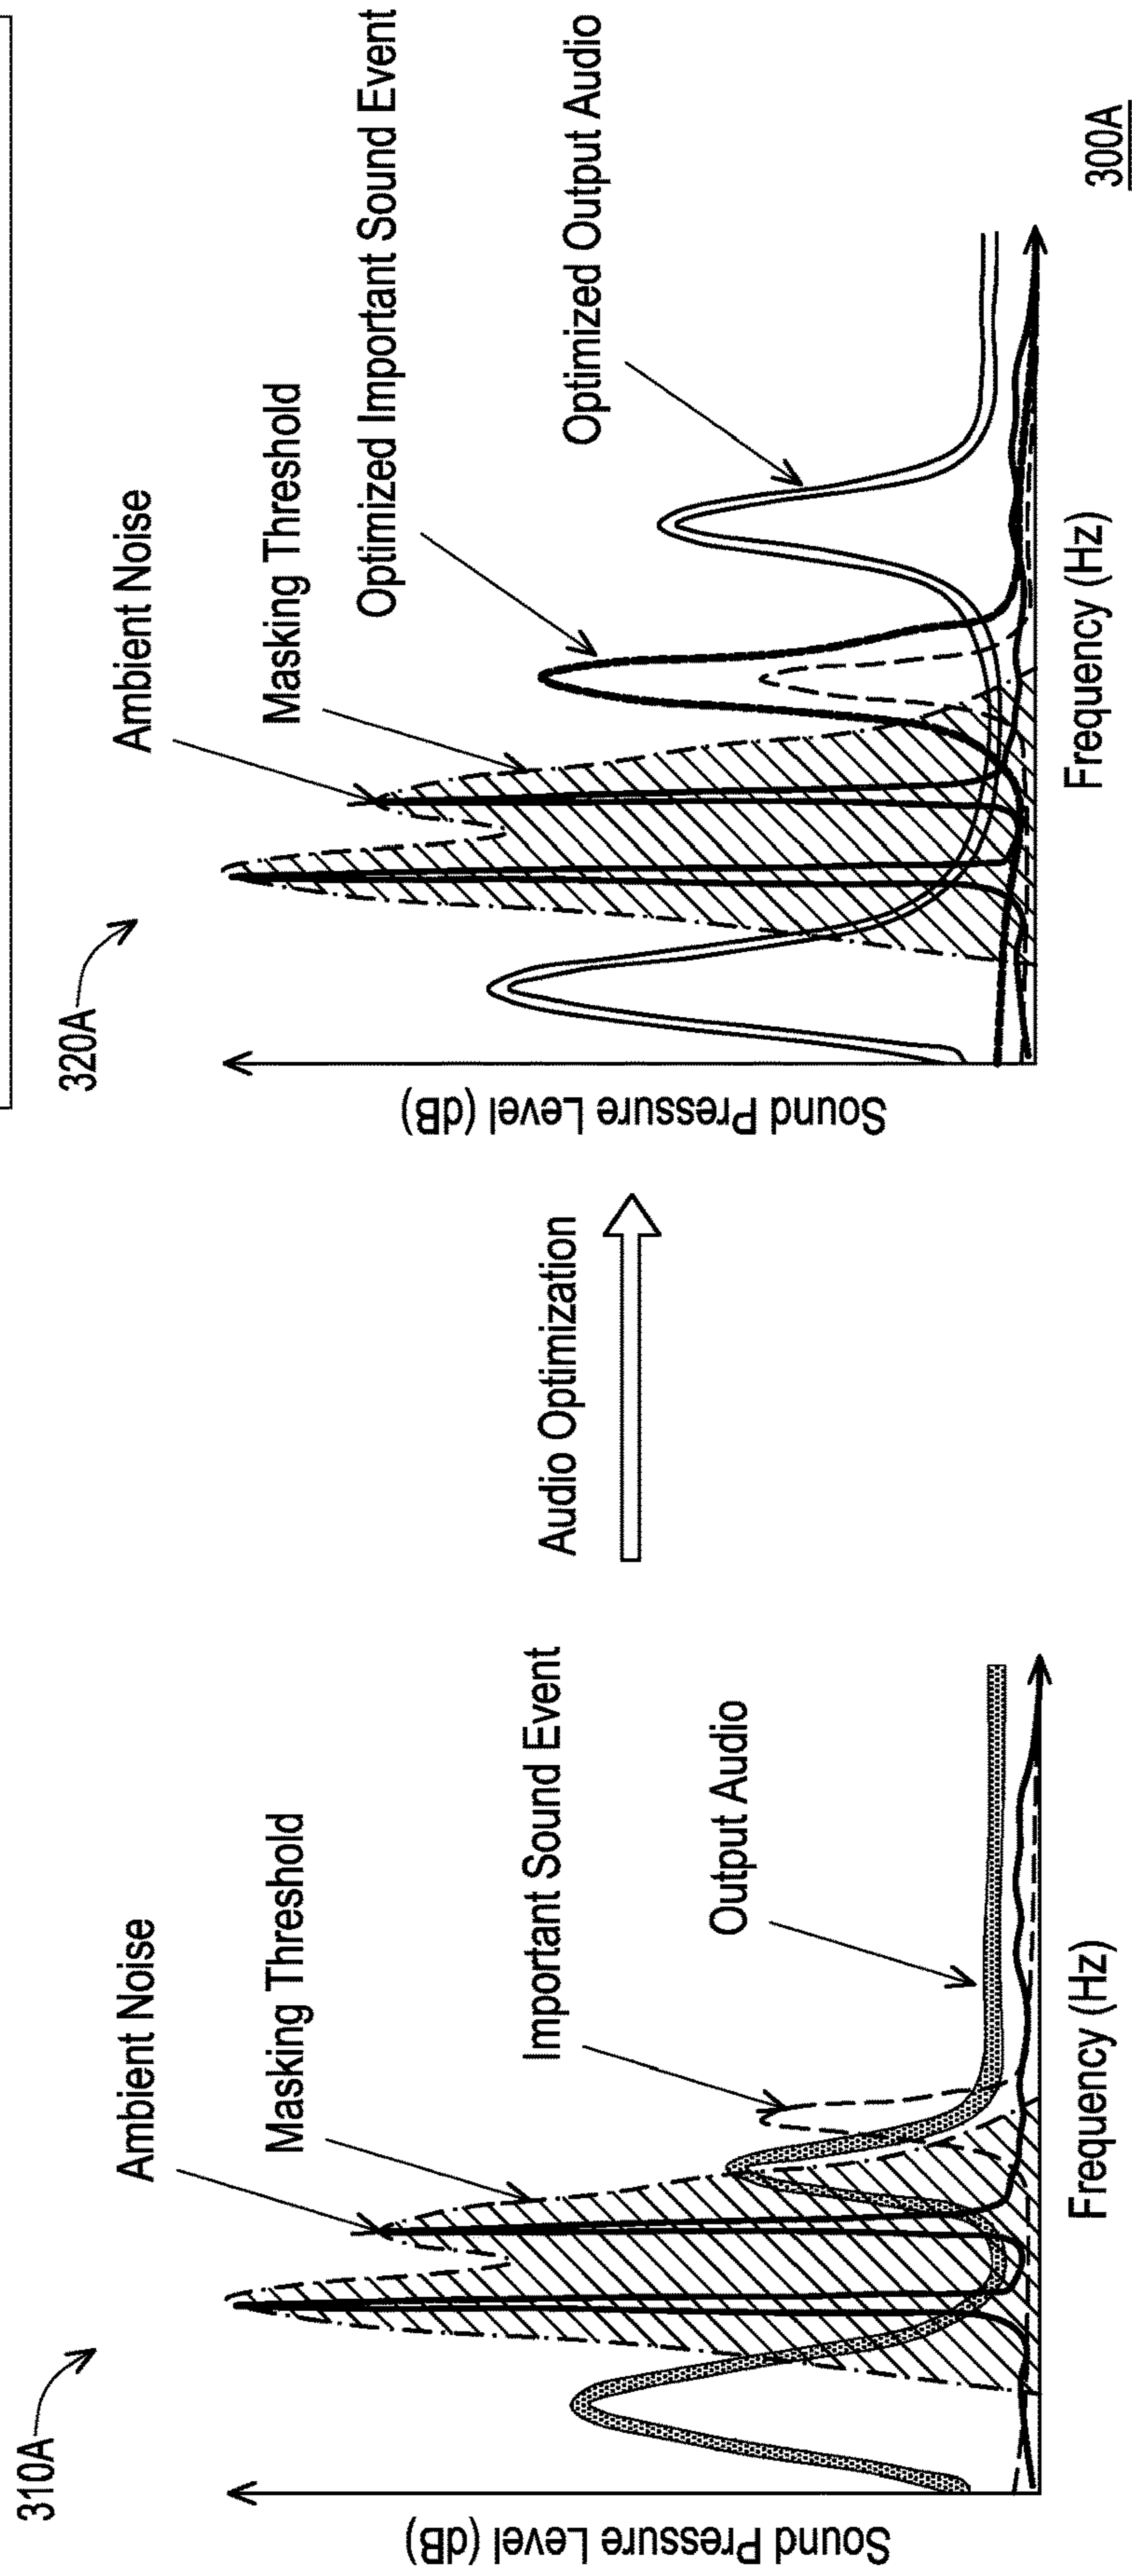 310A
Ambient Noise
Masking Threshold
Important Sound Event
Output Audio
Sound Pressure Level (dB)
Frequency (Hz)
Audio Optimization
320A
Ambient Noise
Masking Threshold
Optimized Important Sound Event
Optimized Output Audio
Sound Pressure Level (dB)
Frequency (Hz)
300A